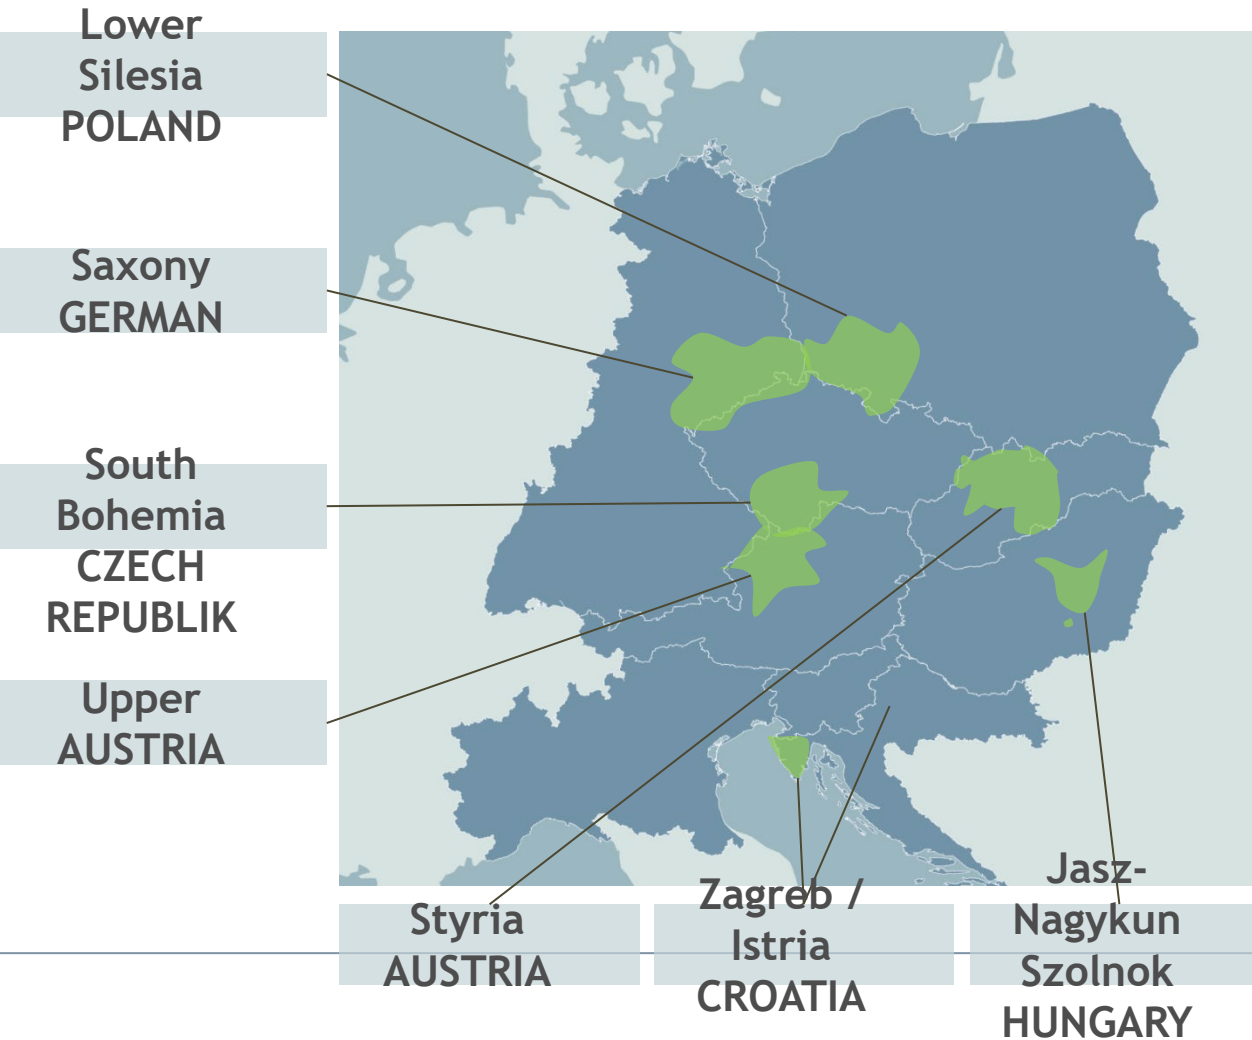 Lower
Silesia
POLAND
Saxony
GERMAN
South
Bohemia
CZECH
REPUBLIK
Upper
AUSTRIA
Styria
AUSTRIA
Zagreb /
Istria
CROATIA
Jasz-
Nagykun
Szolnok
HUNGARY